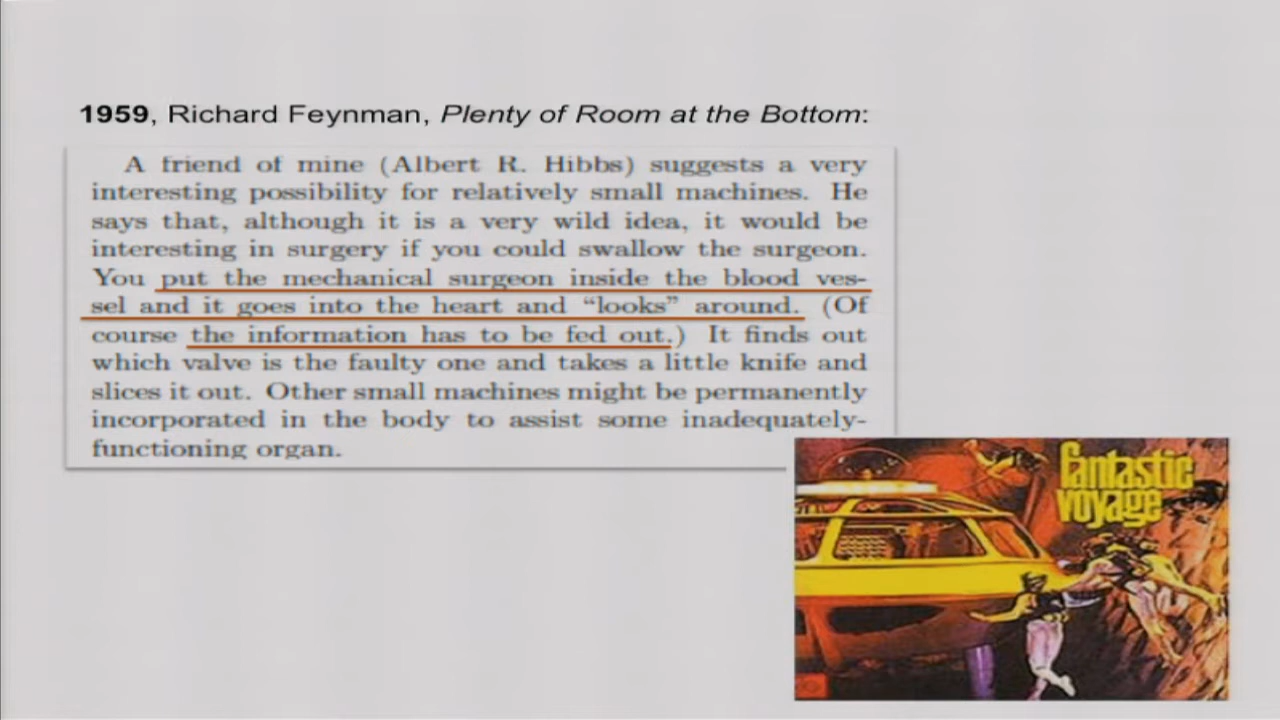 1959, Richard Feynman, Plenty of Room at the Bottom:
A friend of mine (Albert R. Hibbs) suggests a very
interesting possibility for relatively small machines. He
says that, although it is a very wild idea, it would be
interesting in surgery if you could swallow the surgeon.
You put the mechanical surgeon inside the blood ves-
sel and it goes into the heart and “looks” around. (Of
course the information has to be fed out.) It finds out
which valve is the faulty one and takes a little knife and
slices it out. Other small machines might be permanently
incorporated in the body to assist some inadequately-
functioning organ.
fantastic
voyage